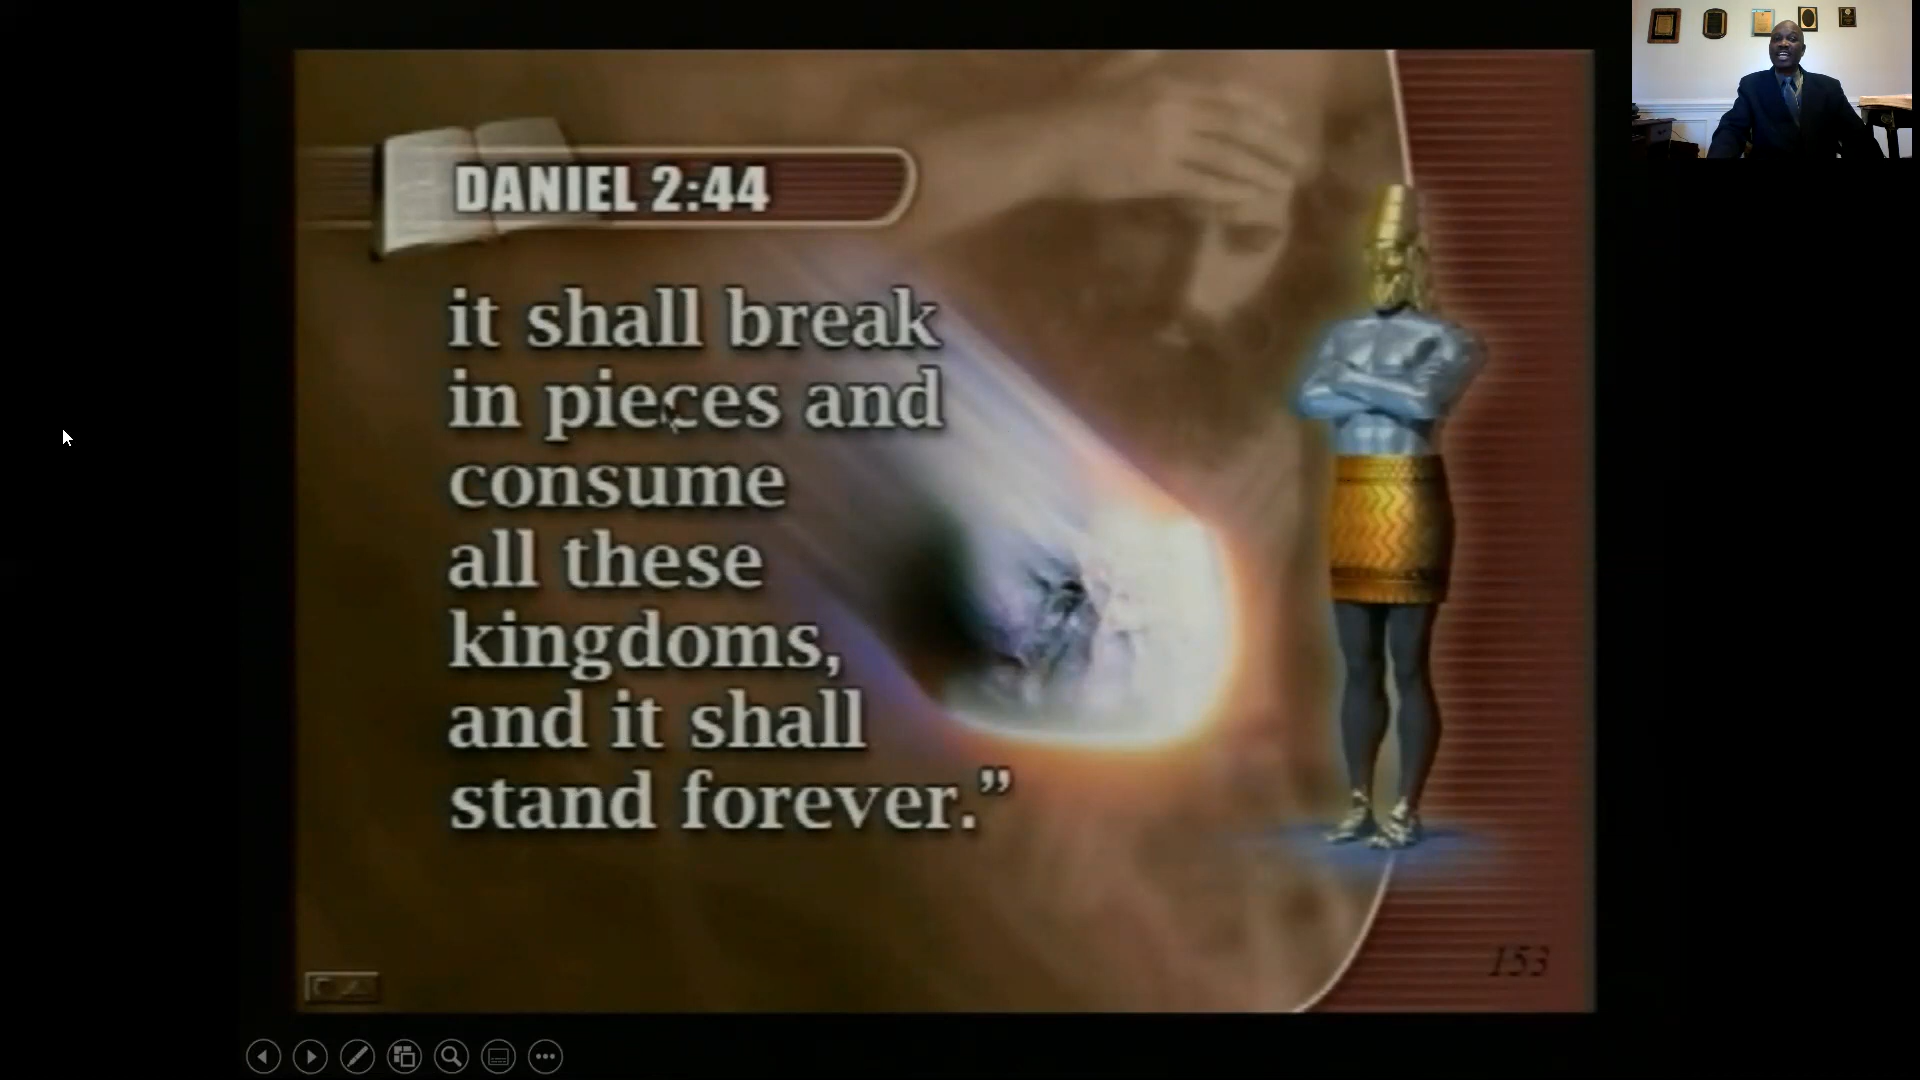 DANIEL 2:44
it shall break
in pieces and
consume
all these
kingdoms,
and it shall
stand forever.”
153